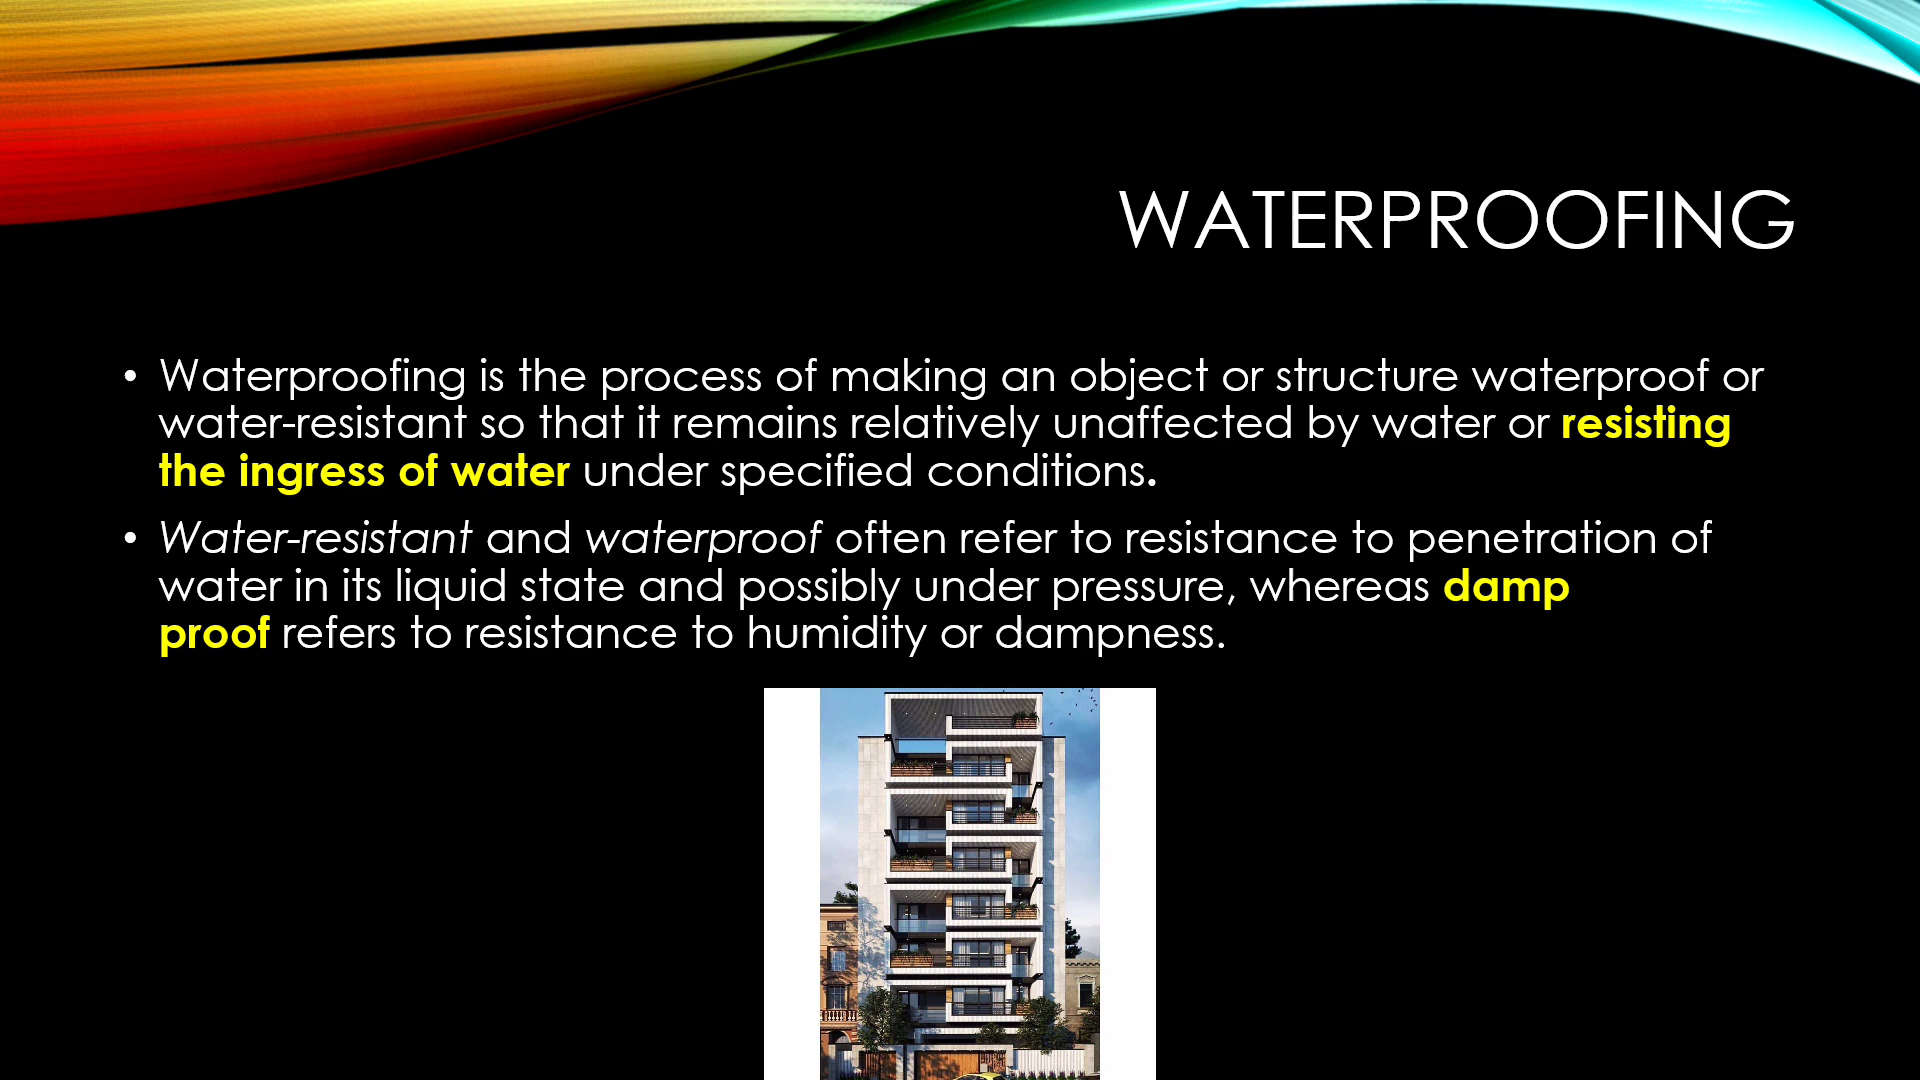 WATERPROOFING
• Waterproofing is the process of making an object or structure waterproof or
water-resistant so that it remains relatively unaffected by water or resisting
the ingress of water under specified conditions.
• Water-resistant and waterproof often refer to resistance to penetration of
water in its liquid state and possibly under pressure, whereas damp
proof refers to resistance to humidity or dampness.